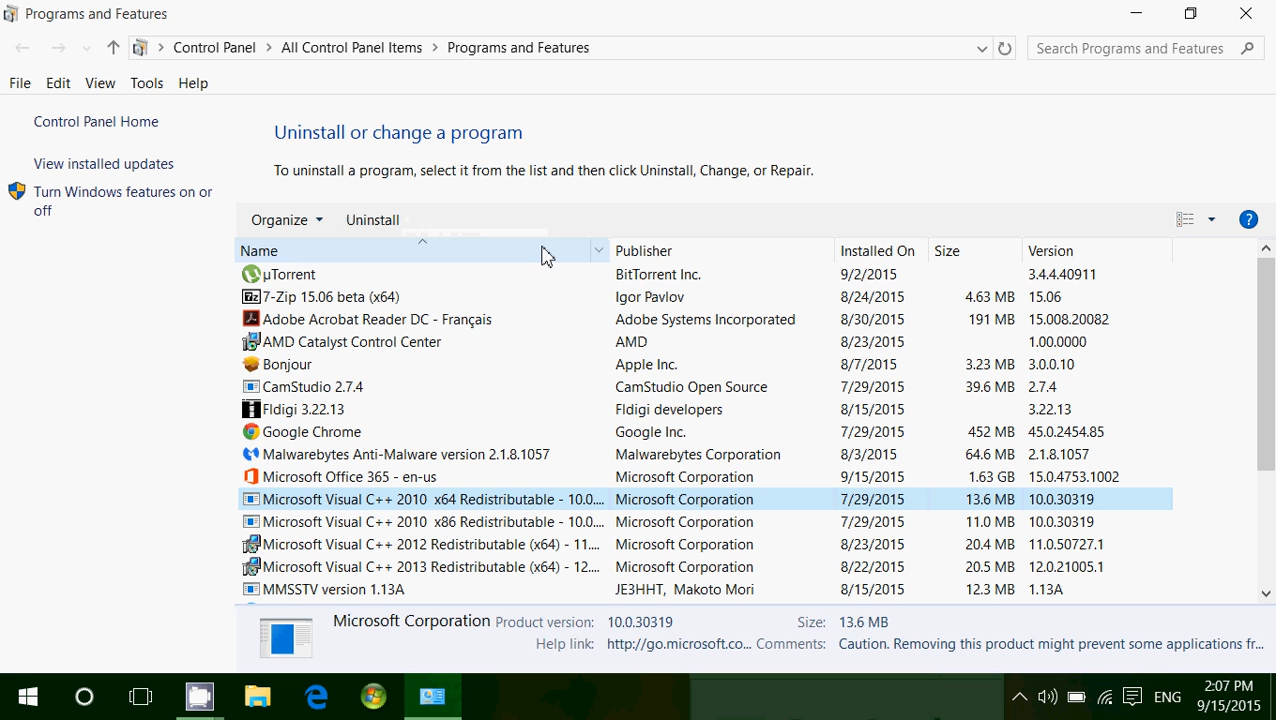 Programs and Features
Control Panel > All Control Panel Items > Programs and Features
Search Programs and Features
File Edit View Tools Help
Control Panel Home
View installed updates
Turn Windows features on or
off
Uninstall or change a program
To uninstall a program, select it from the list and then click Uninstall, Change, or Repair.
Organize Uninstall
Name Publisher Installed On Size Version
µTorrent BitTorrent Inc. 9/2/2015 3.4.4.40911
7-Zip 15.06 beta (x64) Igor Pavlov 8/24/2015 4.63 MB 15.06
Adobe Acrobat Reader DC - Français Adobe Systems Incorporated 8/30/2015 191 MB 15.008.20082
AMD Catalyst Control Center AMD 8/23/2015 1.00.0000
Bonjour Apple Inc. 8/7/2015 3.23 MB 3.0.0.10
CamStudio 2.7.4 CamStudio Open Source 7/29/2015 39.6 MB 2.7.4
Fldigi 3.22.13 Fldigi developers 8/15/2015 3.22.13
Google Chrome Google Inc. 7/29/2015 452 MB 45.0.2454.85
Malwarebytes Anti-Malware version 2.1.8.1057 Malwarebytes Corporation 8/3/2015 64.6 MB 2.1.8.1057
Microsoft Office 365 - en-us Microsoft Corporation 9/15/2015 1.63 GB 15.0.4753.1002
Microsoft Visual C++ 2010 x64 Redistributable - 10.0.... Microsoft Corporation 7/29/2015 13.6 MB 10.0.30319
Microsoft Visual C++ 2010 x86 Redistributable - 10.0.... Microsoft Corporation 7/29/2015 11.0 MB 10.0.30319
Microsoft Visual C++ 2012 Redistributable (x64) - 11.... Microsoft Corporation 8/23/2015 20.4 MB 11.0.50727.1
Microsoft Visual C++ 2013 Redistributable (x64) - 12.... Microsoft Corporation 8/22/2015 20.5 MB 12.0.21005.1
MMSSTV version 1.13A JE3HHT, Makoto Mori 8/15/2015 12.3 MB 1.13A
Microsoft Corporation Product version: 10.0.30319 Size: 13.6 MB
Help link: http://go.microsoft.co... Comments: Caution. Removing this product might prevent some applications fr...
ENG
2:07 PM
9/15/2015